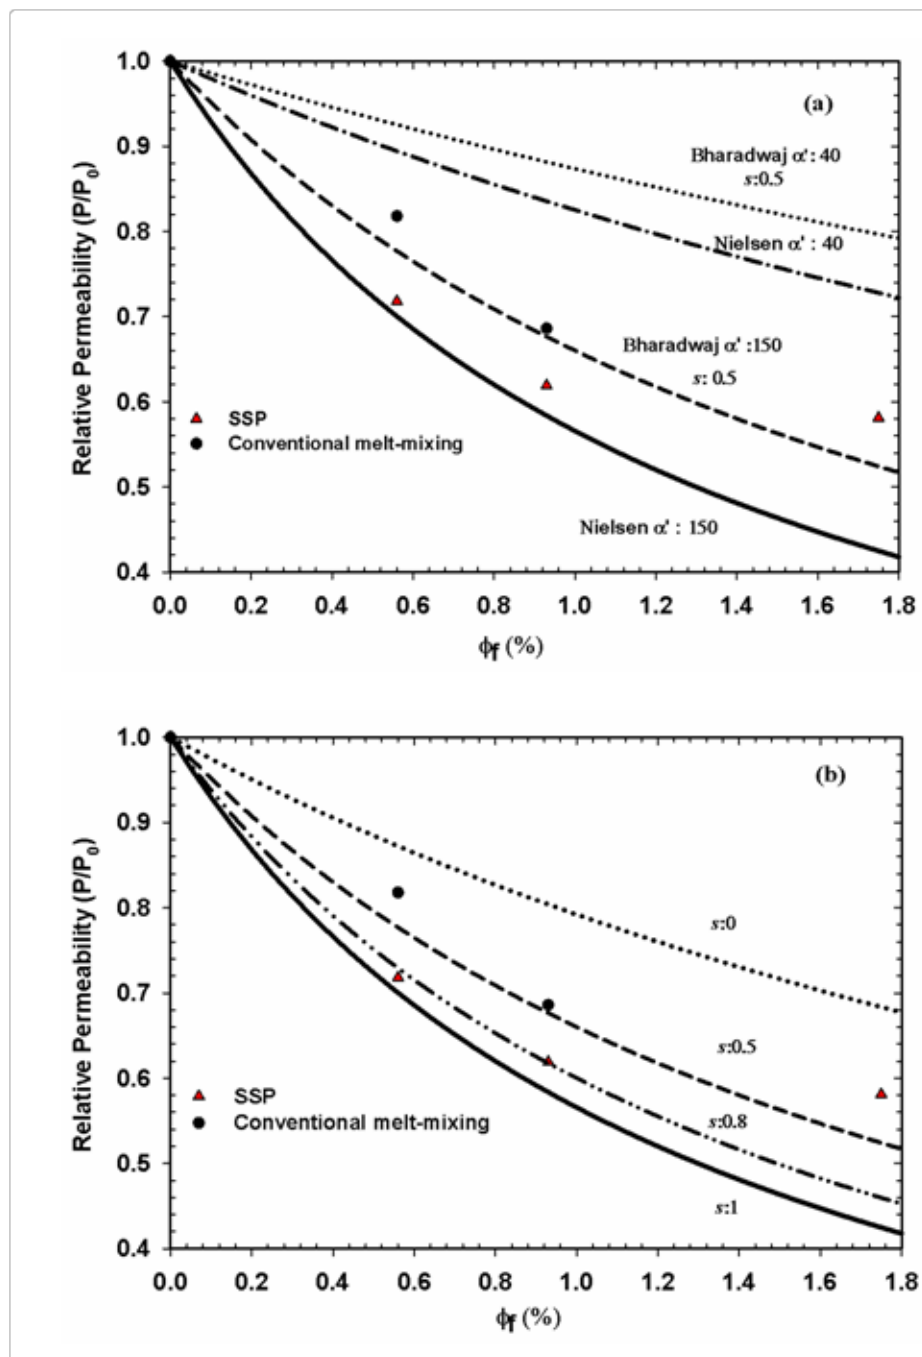 1.0
(a)
0.9
Bharadwaj α': 40
s:0.5
0.8
Nielsen α' : 40
0.7
Bharadwaj α' :150
s: 0.5
0.6
SSP
Conventional melt-mixing
0.5
Nielsen α' : 150
0.4
Relative Permeability (P/P0)
0.0 0.2 0.4 0.6 0.8 1.0 1.2 1.4 1.6 1.8
ϕf (%)
1.0
(b)
0.9
0.8
s:0
0.7
s:0.5
0.6
SSP
s:0.8
Conventional melt-mixing
0.5
s:1
0.4
Relative Permeability (P/P0)
0.0 0.2 0.4 0.6 0.8 1.0 1.2 1.4 1.6 1.8
ϕf (%)